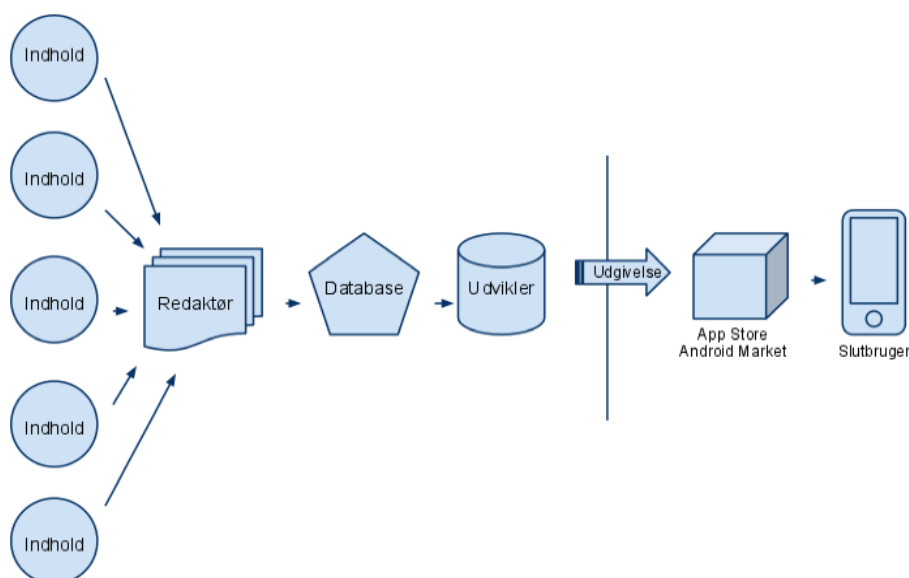 Indhold
Indhold
Indhold
Indhold
Indhold
Redaktør
Database
Udvikler
Udgivelse
App Store
Android Market
Slutbruger